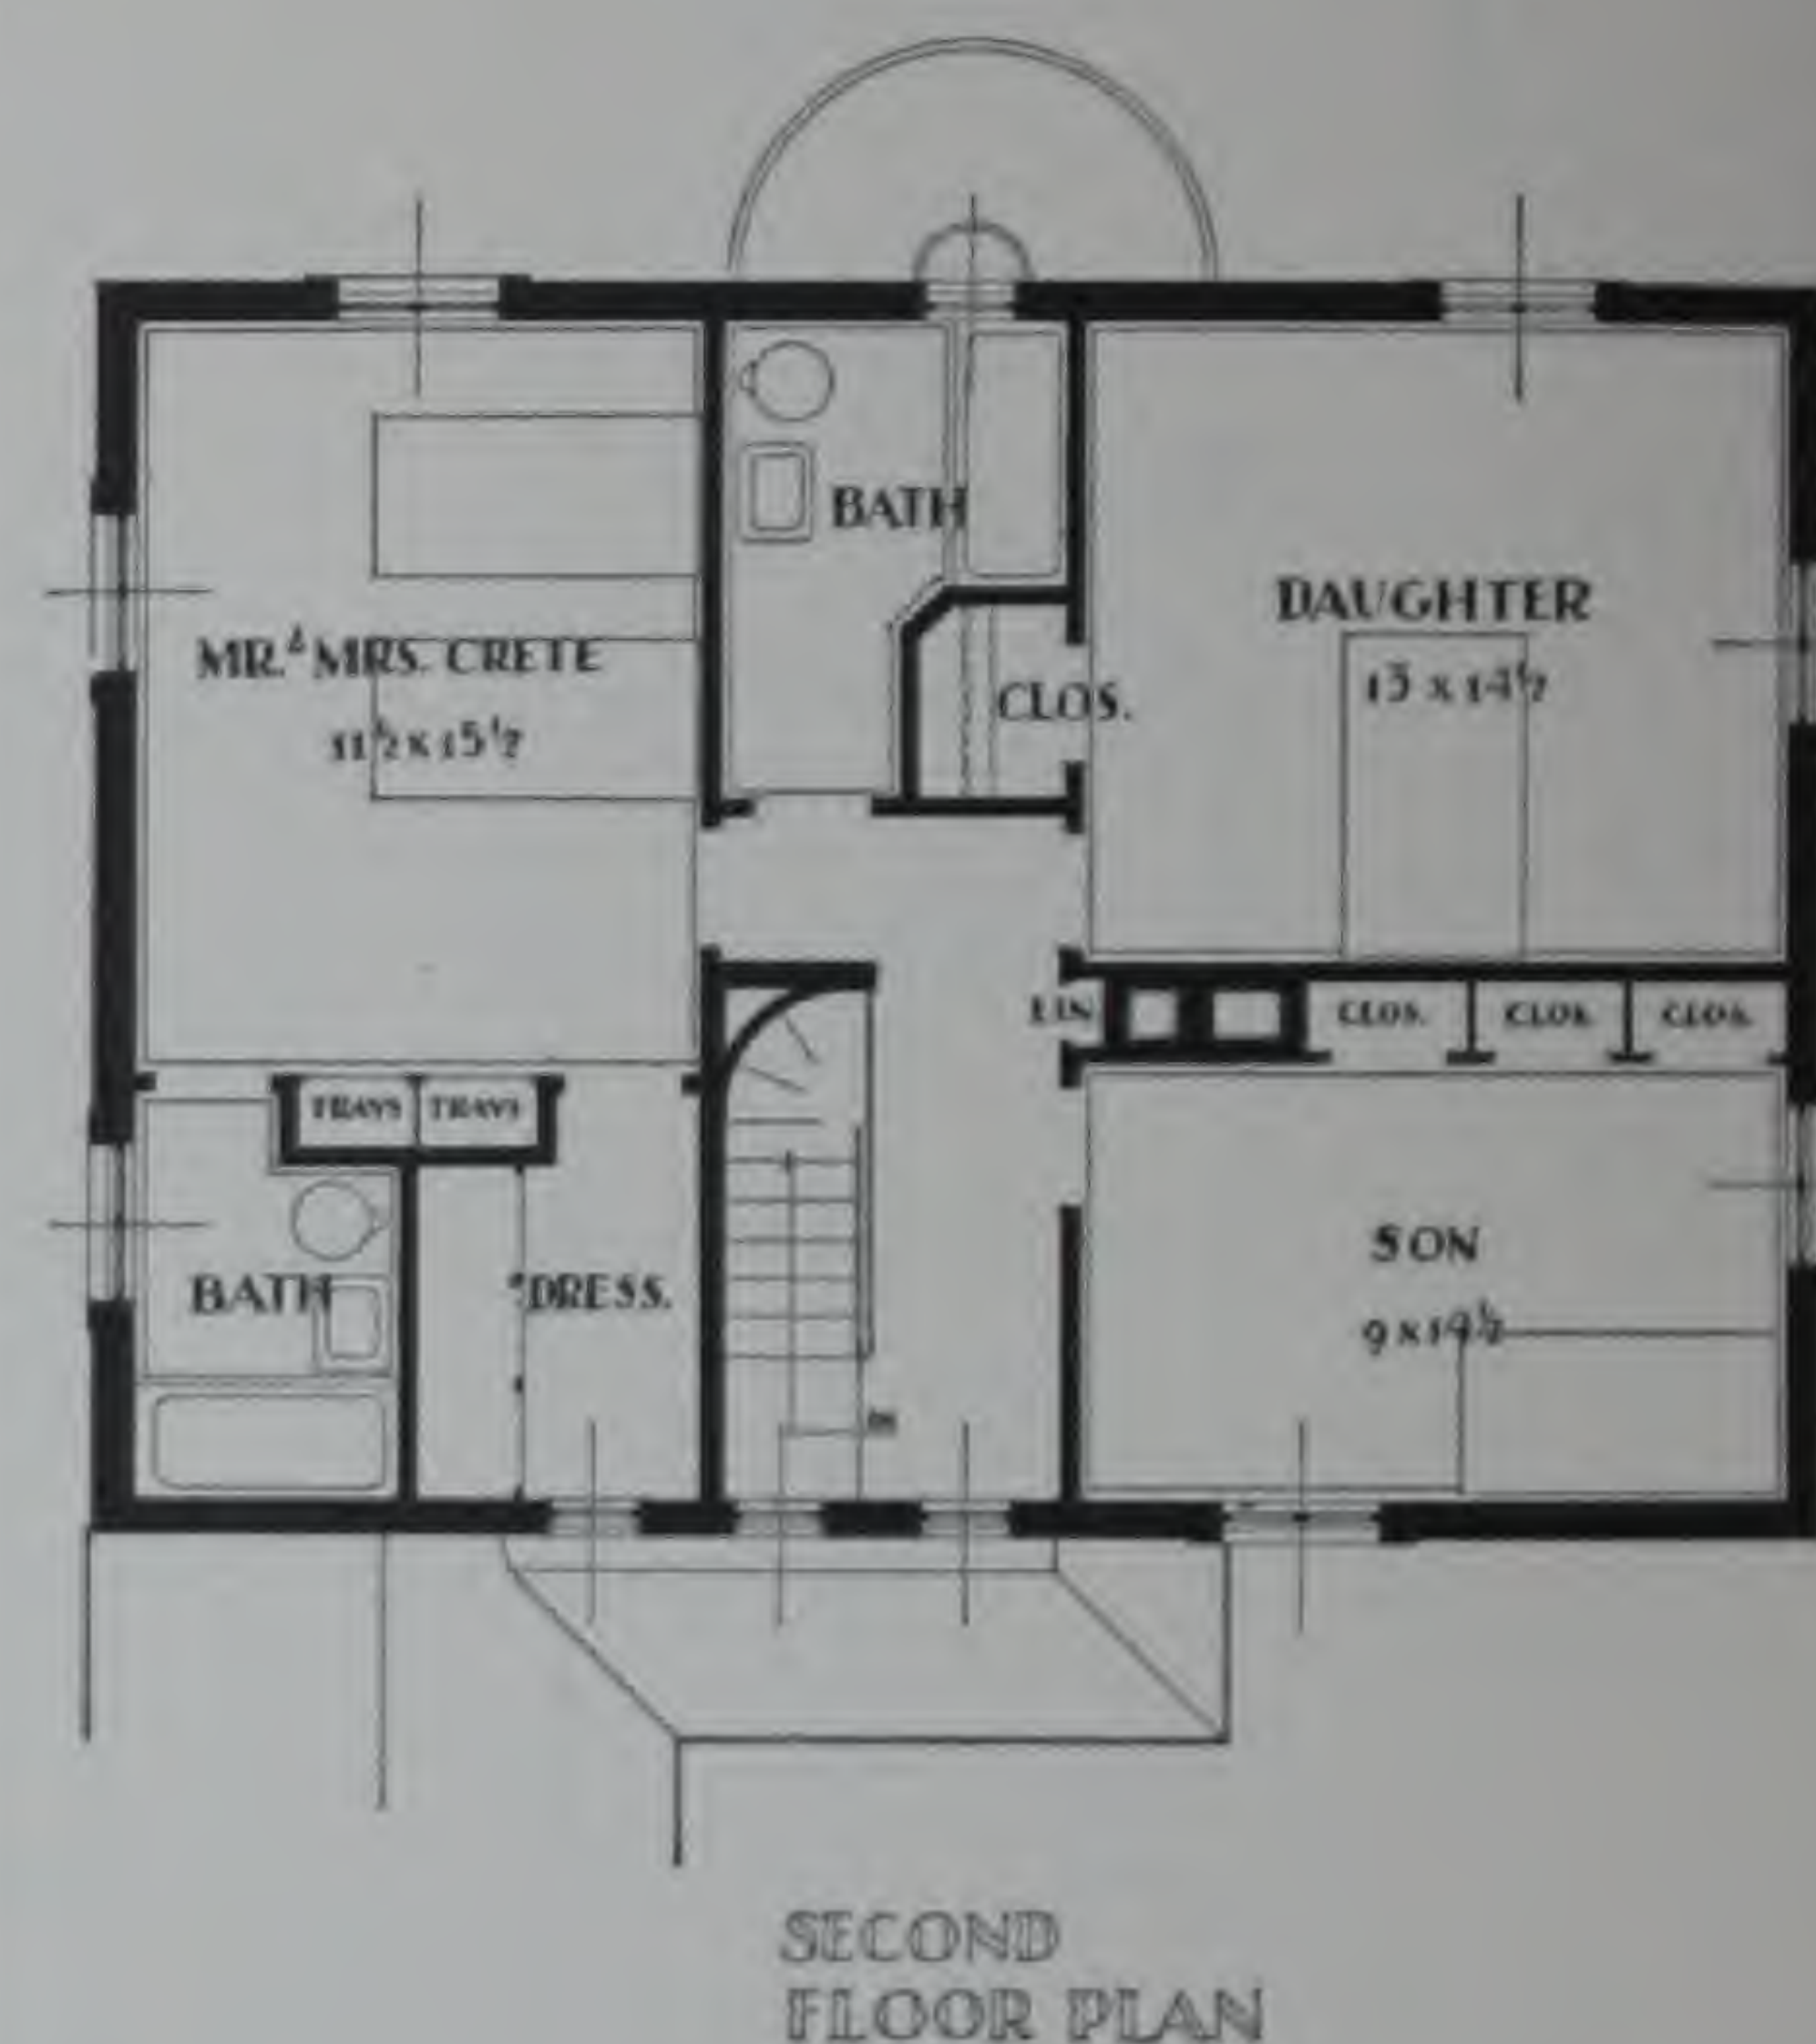 BATH
DAUGHTER
13 x 14½
MR. & MRS. CRETE
11½ x 15½
CLOS.
LIN.
CLOS.
CLOS.
CLOS.
TRAYS
TRAYS
BATH
DRESS.
SON
9 x 14½
SECOND
FLOOR PLAN